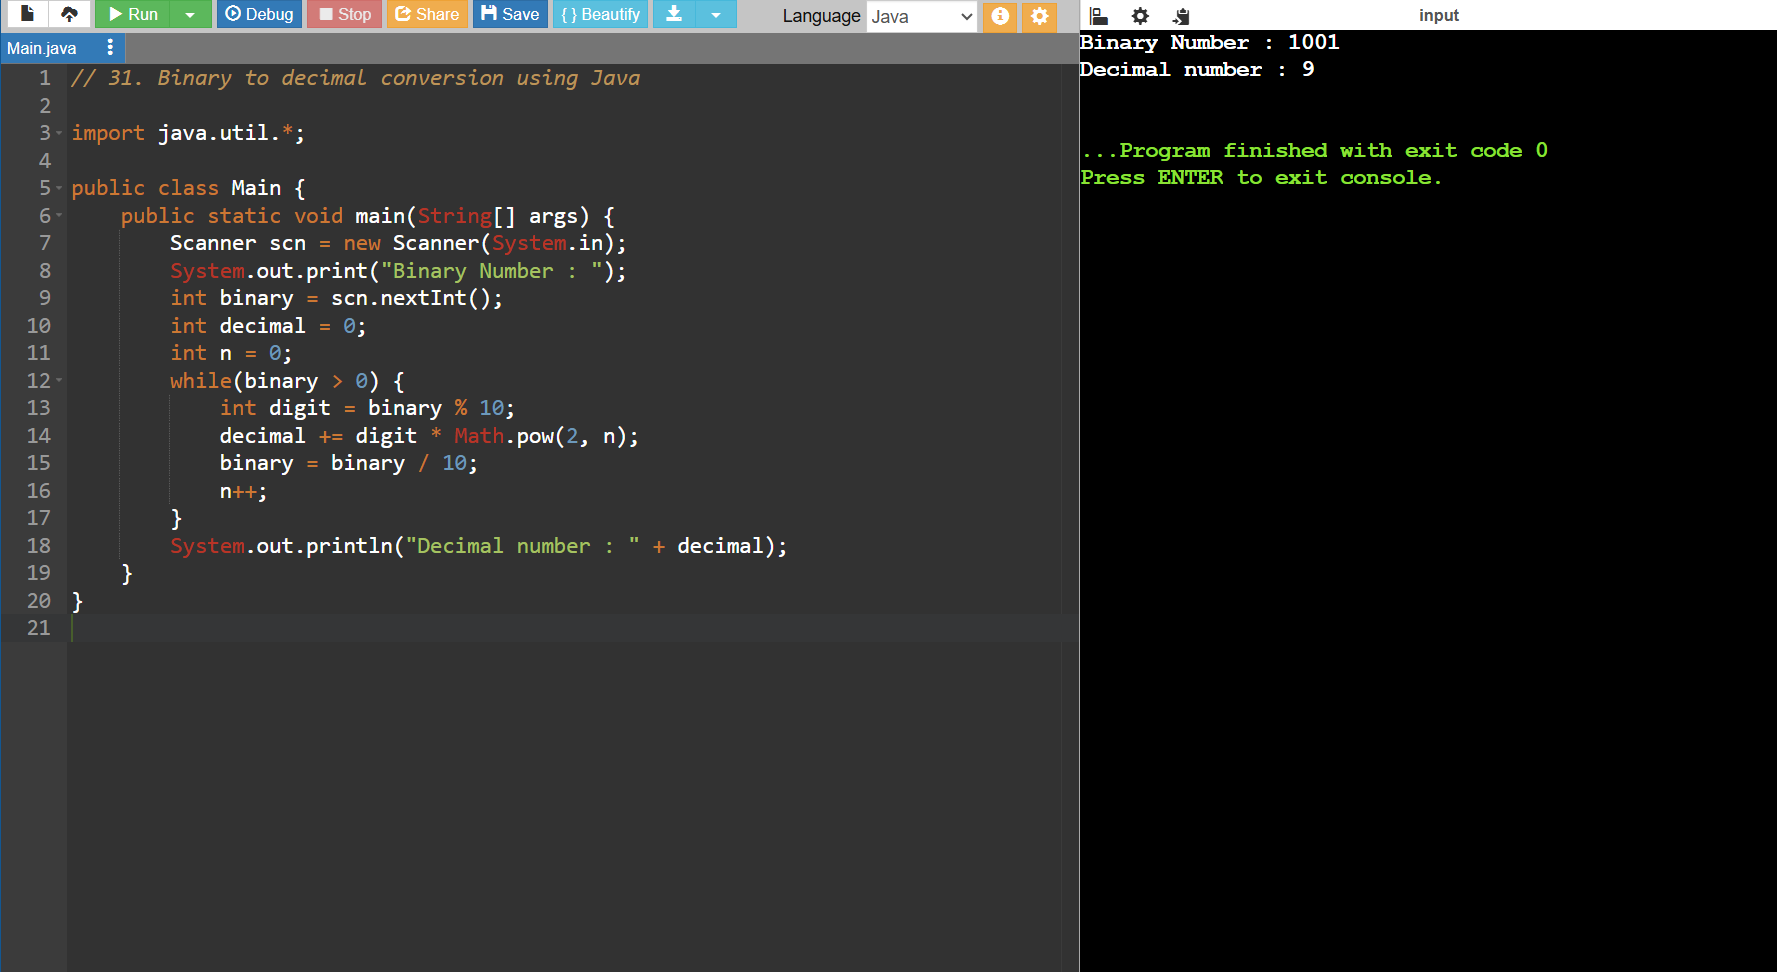 Run Debug Stop Share Save { } Beautify Language Java
Main.java
1 // 31. Binary to decimal conversion using Java
2
3 import java.util.*;
4
5 public class Main {
6     public static void main(String[] args) {
7         Scanner scn = new Scanner(System.in);
8         System.out.print("Binary Number : ");
9         int binary = scn.nextInt();
10         int decimal = 0;
11         int n = 0;
12         while(binary > 0) {
13             int digit = binary % 10;
14             decimal += digit * Math.pow(2, n);
15             binary = binary / 10;
16             n++;
17         }
18         System.out.println("Decimal number : " + decimal);
19     }
20 }
21
input
Binary Number : 1001
Decimal number : 9
...Program finished with exit code 0
Press ENTER to exit console.